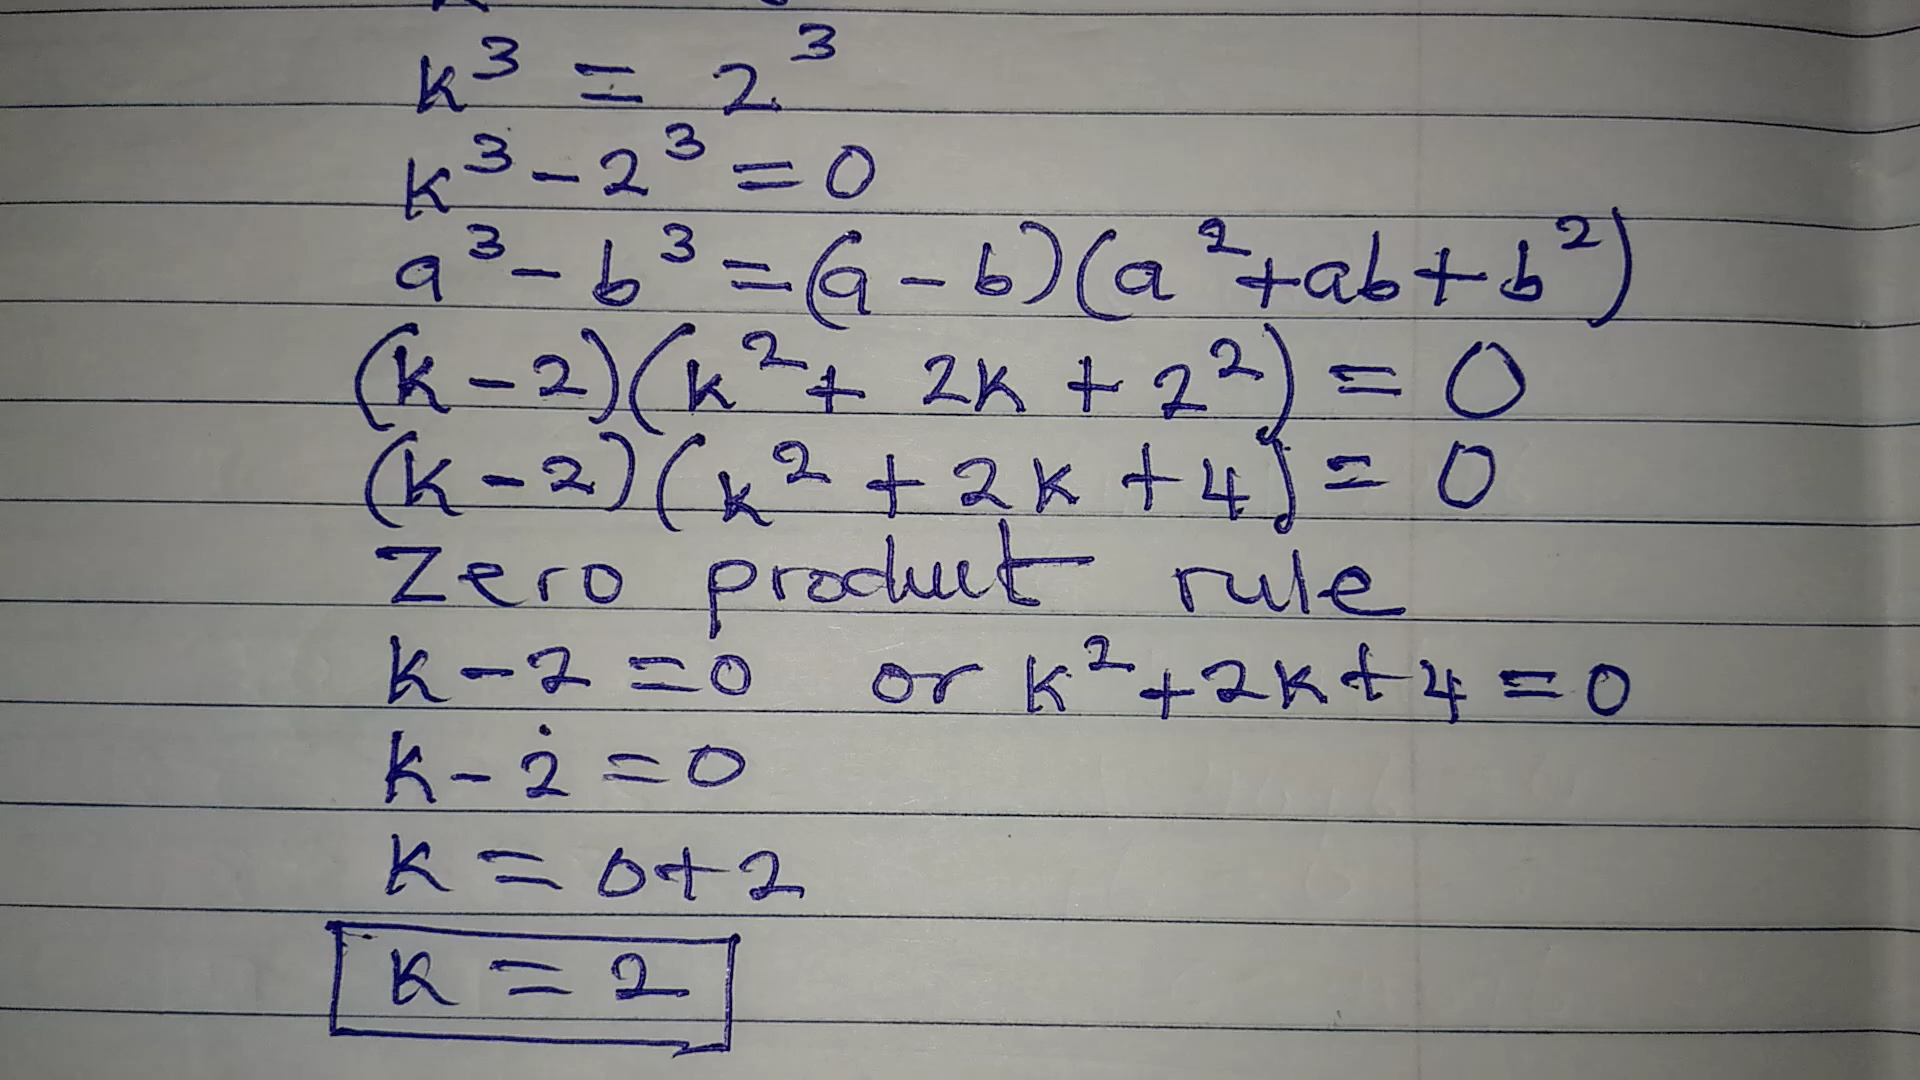 k³ = 2³
k³ - 2³ = 0
a³ - b³ = (a - b)(a² + ab + b²)
(k - 2)(k² + 2k + 2²) = 0
(k - 2)(k² + 2k + 4) = 0
Zero product rule
k - 2 = 0 or k² + 2k + 4 = 0
k - 2 = 0
k = 0 + 2
k = 2